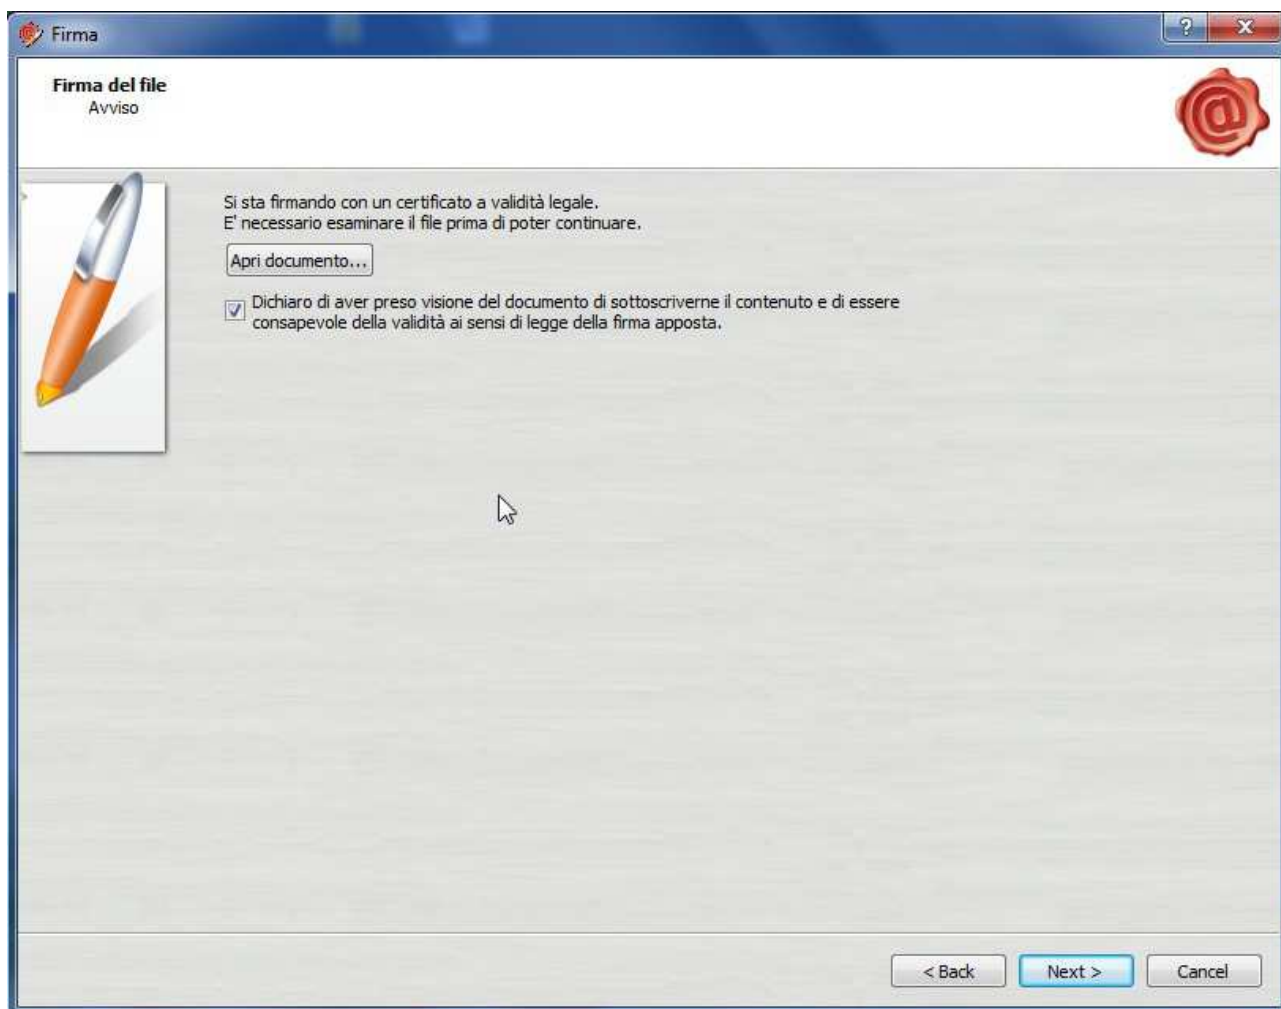 Firma
?
X
Firma del file
Avviso
@
Si sta firmando con un certificato a validità legale.
E' necessario esaminare il file prima di poter continuare.
Apri documento...
Dichiaro di aver preso visione del documento di sottoscriverne il contenuto e di essere
consapevole della validità ai sensi di legge della firma apposta.
< Back
Next >
Cancel